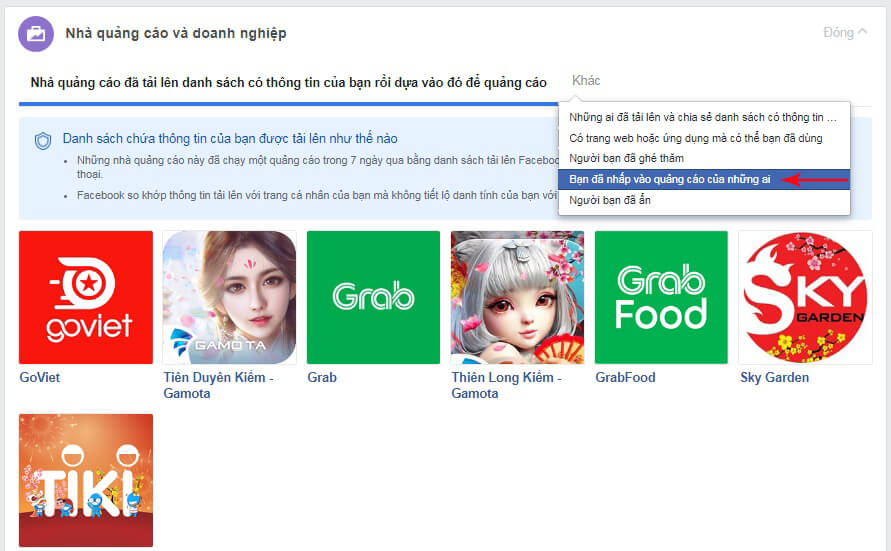 Nhà quảng cáo và doanh nghiệp
Đóng
Nhà quảng cáo đã tải lên danh sách có thông tin của bạn rồi dựa vào đó để quảng cáo
Khác
Những ai đã tải lên và chia sẻ danh sách có thông tin ...
Có trang web hoặc ứng dụng mà có thể bạn đã dùng
Người bạn đã ghé thăm
Bạn đã nhấp vào quảng cáo của những ai
Người bạn đã ẩn
Danh sách chứa thông tin của bạn được tải lên như thế nào
Những nhà quảng cáo này đã chạy một quảng cáo trong 7 ngày qua bằng danh sách tải lên Facebook
thoại.
Facebook so khớp thông tin tải lên với trang cá nhân của bạn mà không tiết lộ danh tính của bạn với
goviet
GAMOTA
Grab
Grab
Food
SKY
GARDEN
GoViet
Tiên Duyên Kiếm -
Gamota
Grab
Thiên Long Kiếm -
Gamota
GrabFood
Sky Garden
TIKI